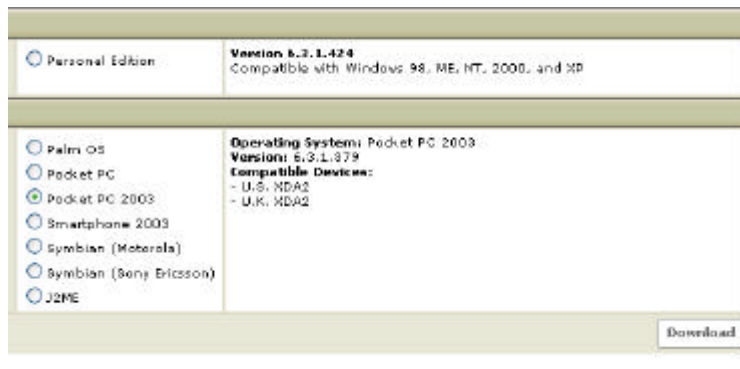 Personal Edition
Version 6.3.1.424
Compatible with Windows 98, ME, NT, 2000, and XP
Palm OS
Pocket PC
Pocket PC 2003
Smartphone 2003
Symbian (Motorola)
Symbian (Sony Ericsson)
J2ME
Operating System: Pocket PC 2003
Version: 6.3.1.379
Compatible Devices:
- U.S. XDA2
- U.K. XDA2
Download